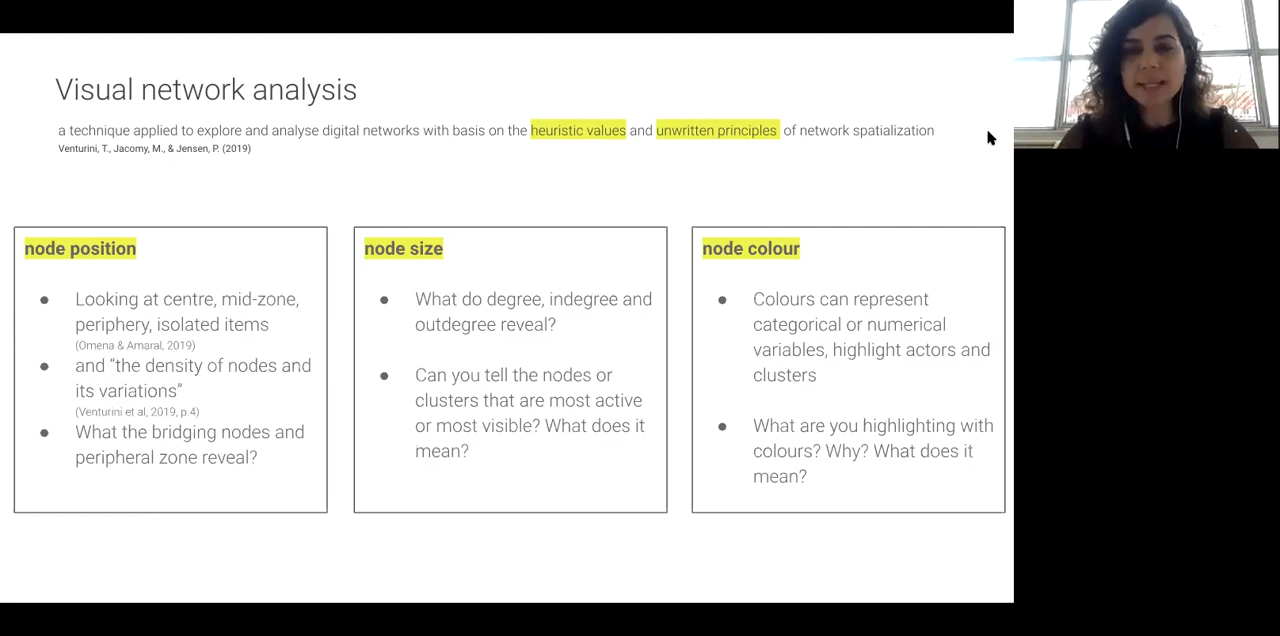 Visual network analysis
a technique applied to explore and analyse digital networks with basis on the heuristic values and unwritten principles of network spatialization
Venturini, T., Jacomy, M., & Jensen, P. (2019)
node position
● Looking at centre, mid-zone,
periphery, isolated items
(Omena & Amaral, 2019)
● and “the density of nodes and
its variations”
(Venturini et al, 2019, p.4)
● What the bridging nodes and
peripheral zone reveal?
node size
● What do degree, indegree and
outdegree reveal?
● Can you tell the nodes or
clusters that are most active
or most visible? What does it
mean?
node colour
● Colours can represent
categorical or numerical
variables, highlight actors and
clusters
● What are you highlighting with
colours? Why? What does it
mean?